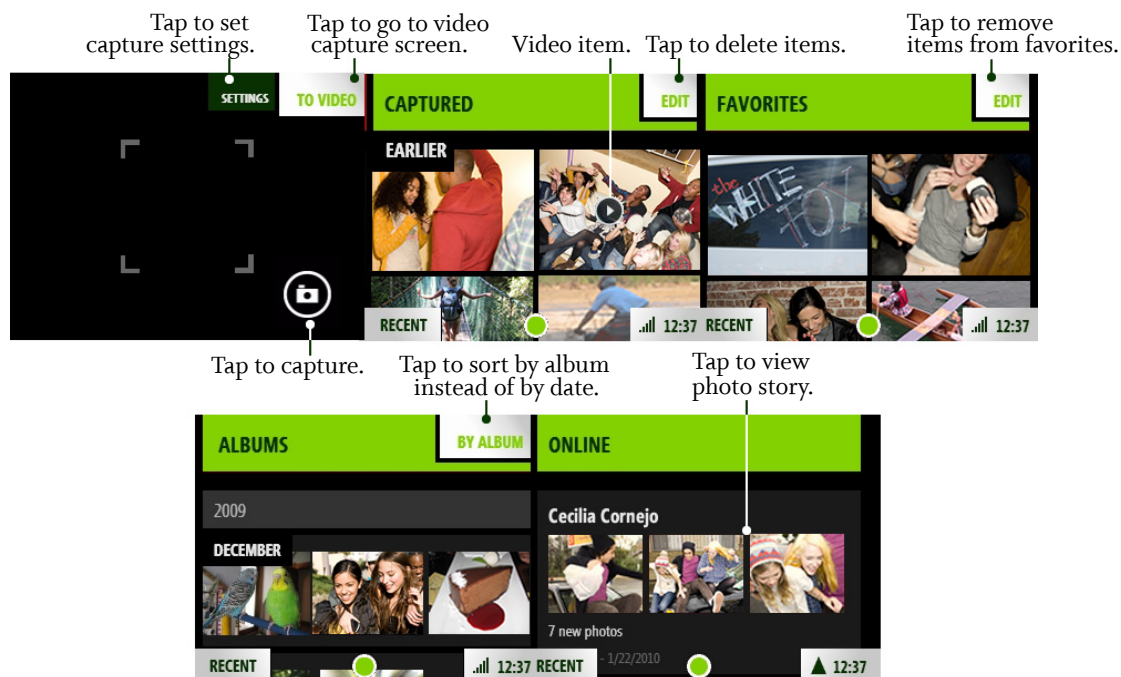 Tap to set
capture settings.
Tap to go to video
capture screen.
Video item.
Tap to delete items.
Tap to remove
items from favorites.
SETTINGS
TO VIDEO
CAPTURED
EDIT
FAVORITES
EDIT
EARLIER
the
WHITE
RECENT
12:37
RECENT
12:37
Tap to capture.
Tap to sort by album
instead of by date.
Tap to view
photo story.
ALBUMS
BY ALBUM
ONLINE
2009
Cecilia Cornejo
DECEMBER
7 new photos
- 1/22/2010
RECENT
12:37
RECENT
12:37